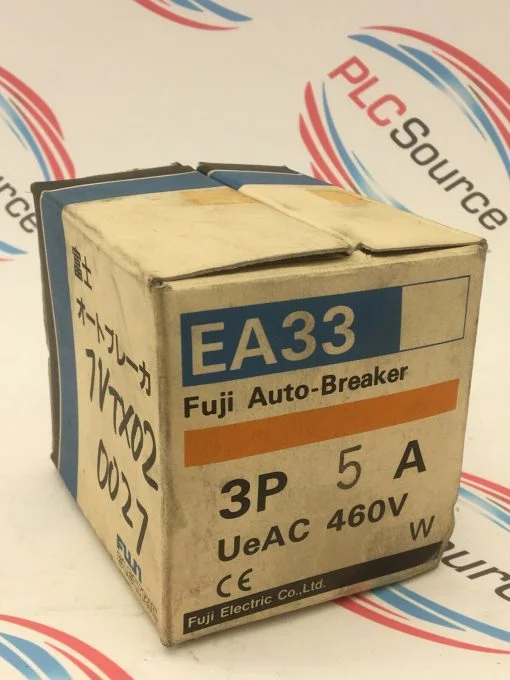 PLC
Source
EA33
Fuji Auto-Breaker
3P 5 A
UeAC 460V
W
CE
Fuji Electric Co., Ltd.
富士
オートブレーカ
7VTXD2
0027
FUJI